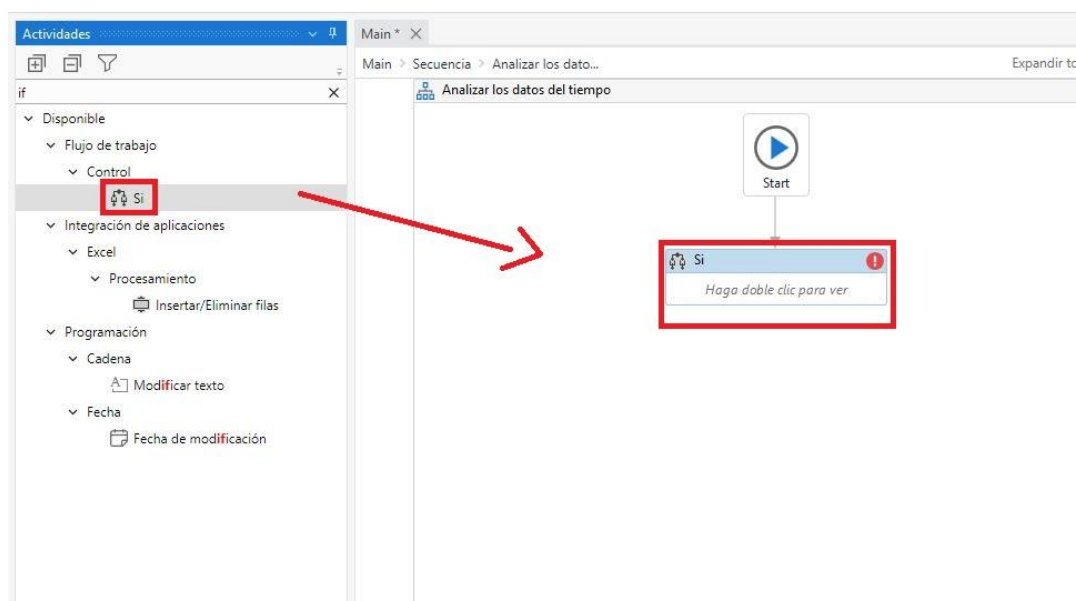 Actividades
if
Disponible
Flujo de trabajo
Control
Si
Integración de aplicaciones
Excel
Procesamiento
Insertar/Eliminar filas
Programación
Cadena
Modificar texto
Fecha
Fecha de modificación
Main *
Main > Secuencia > Analizar los dato...
Expandir to
Analizar los datos del tiempo
Start
Si
Haga doble clic para ver